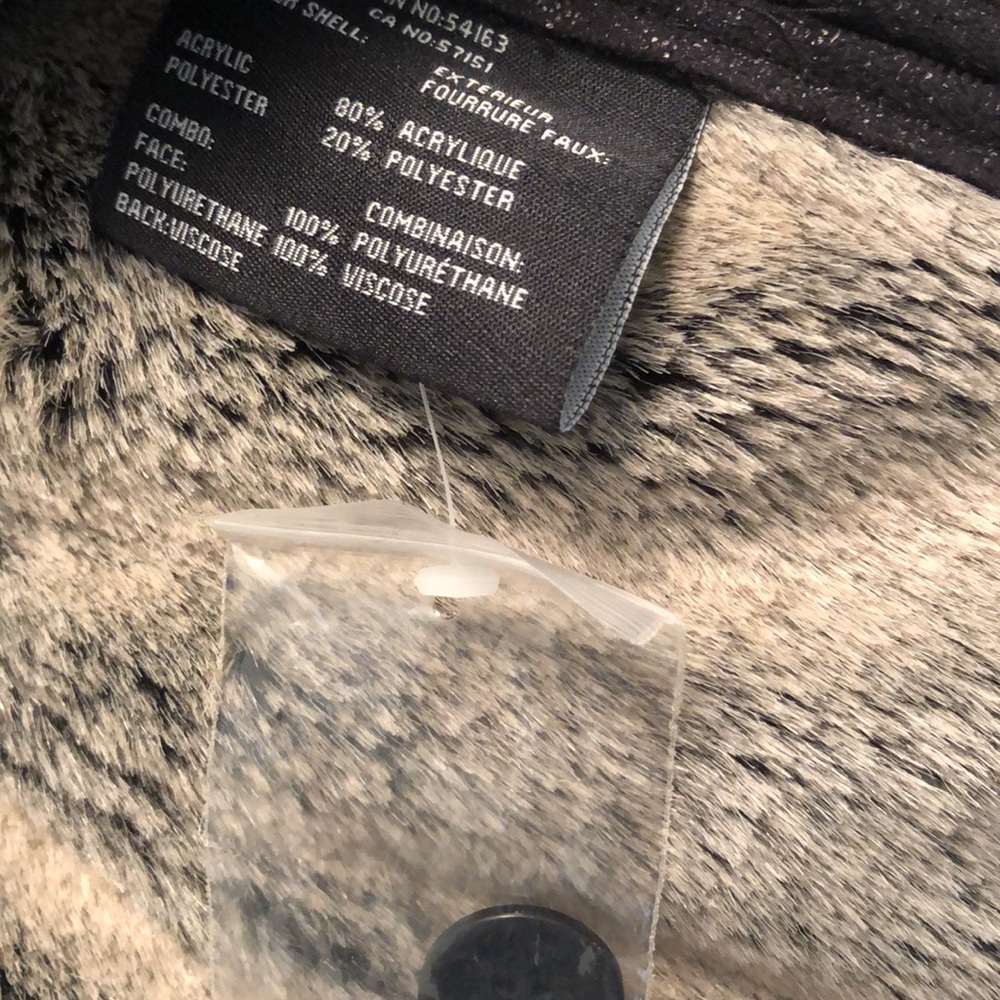 N NO:54163
CA NO:57151
SHELL:
EXTÉRIEUR
FOURRURE FAUX:
ACRYLIC 80% ACRYLIQUE
POLYESTER 20% POLYESTER
COMBO: COMBINAISON:
FACE:
POLYURETHANE 100% POLYURÉTHANE
BACK:VISCOSE 100% VISCOSE